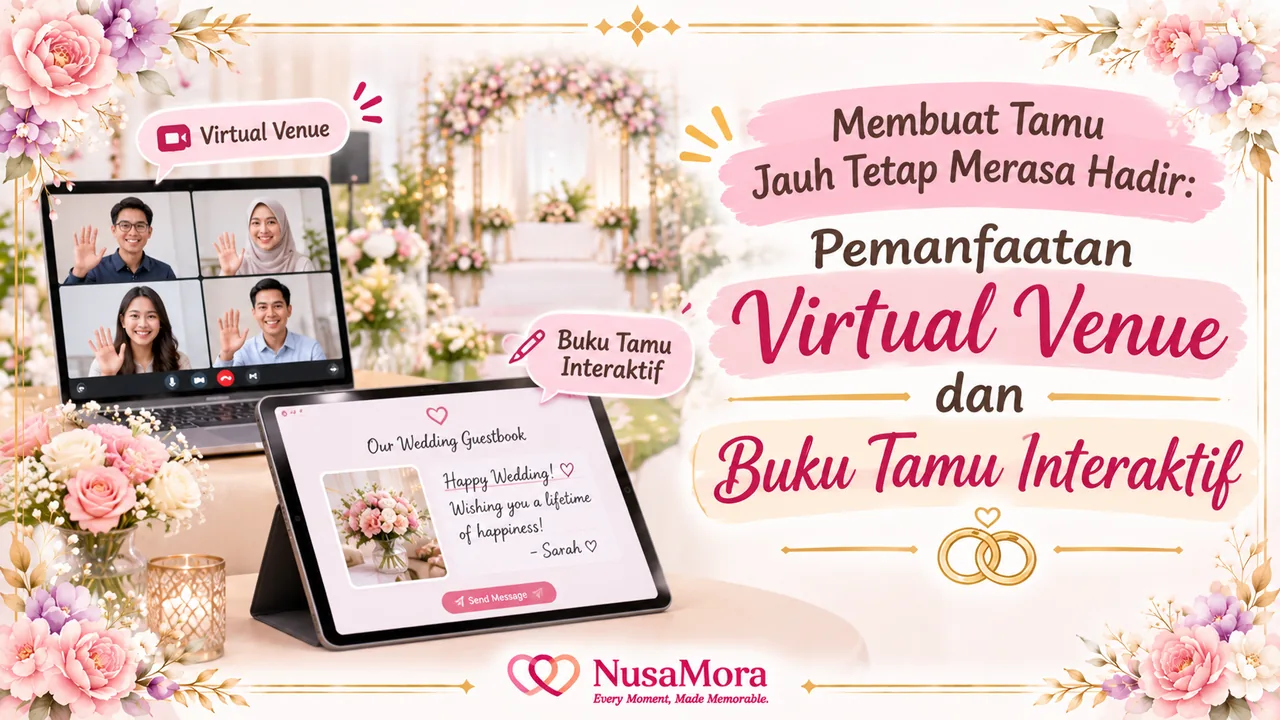 Virtual Venue
Membuat Tamu
Jauh Tetap Merasa Hadir:
Pemanfaatan
Virtual Venue
dan
Buku Tamu Interaktif
Buku Tamu
Interaktif
Our Wedding Guestbook
Happy Wedding! ♡
Wishing you a lifetime
of happiness!
– Sarah ♡
Send Message
NusaMora
Every Moment, Made Memorable.